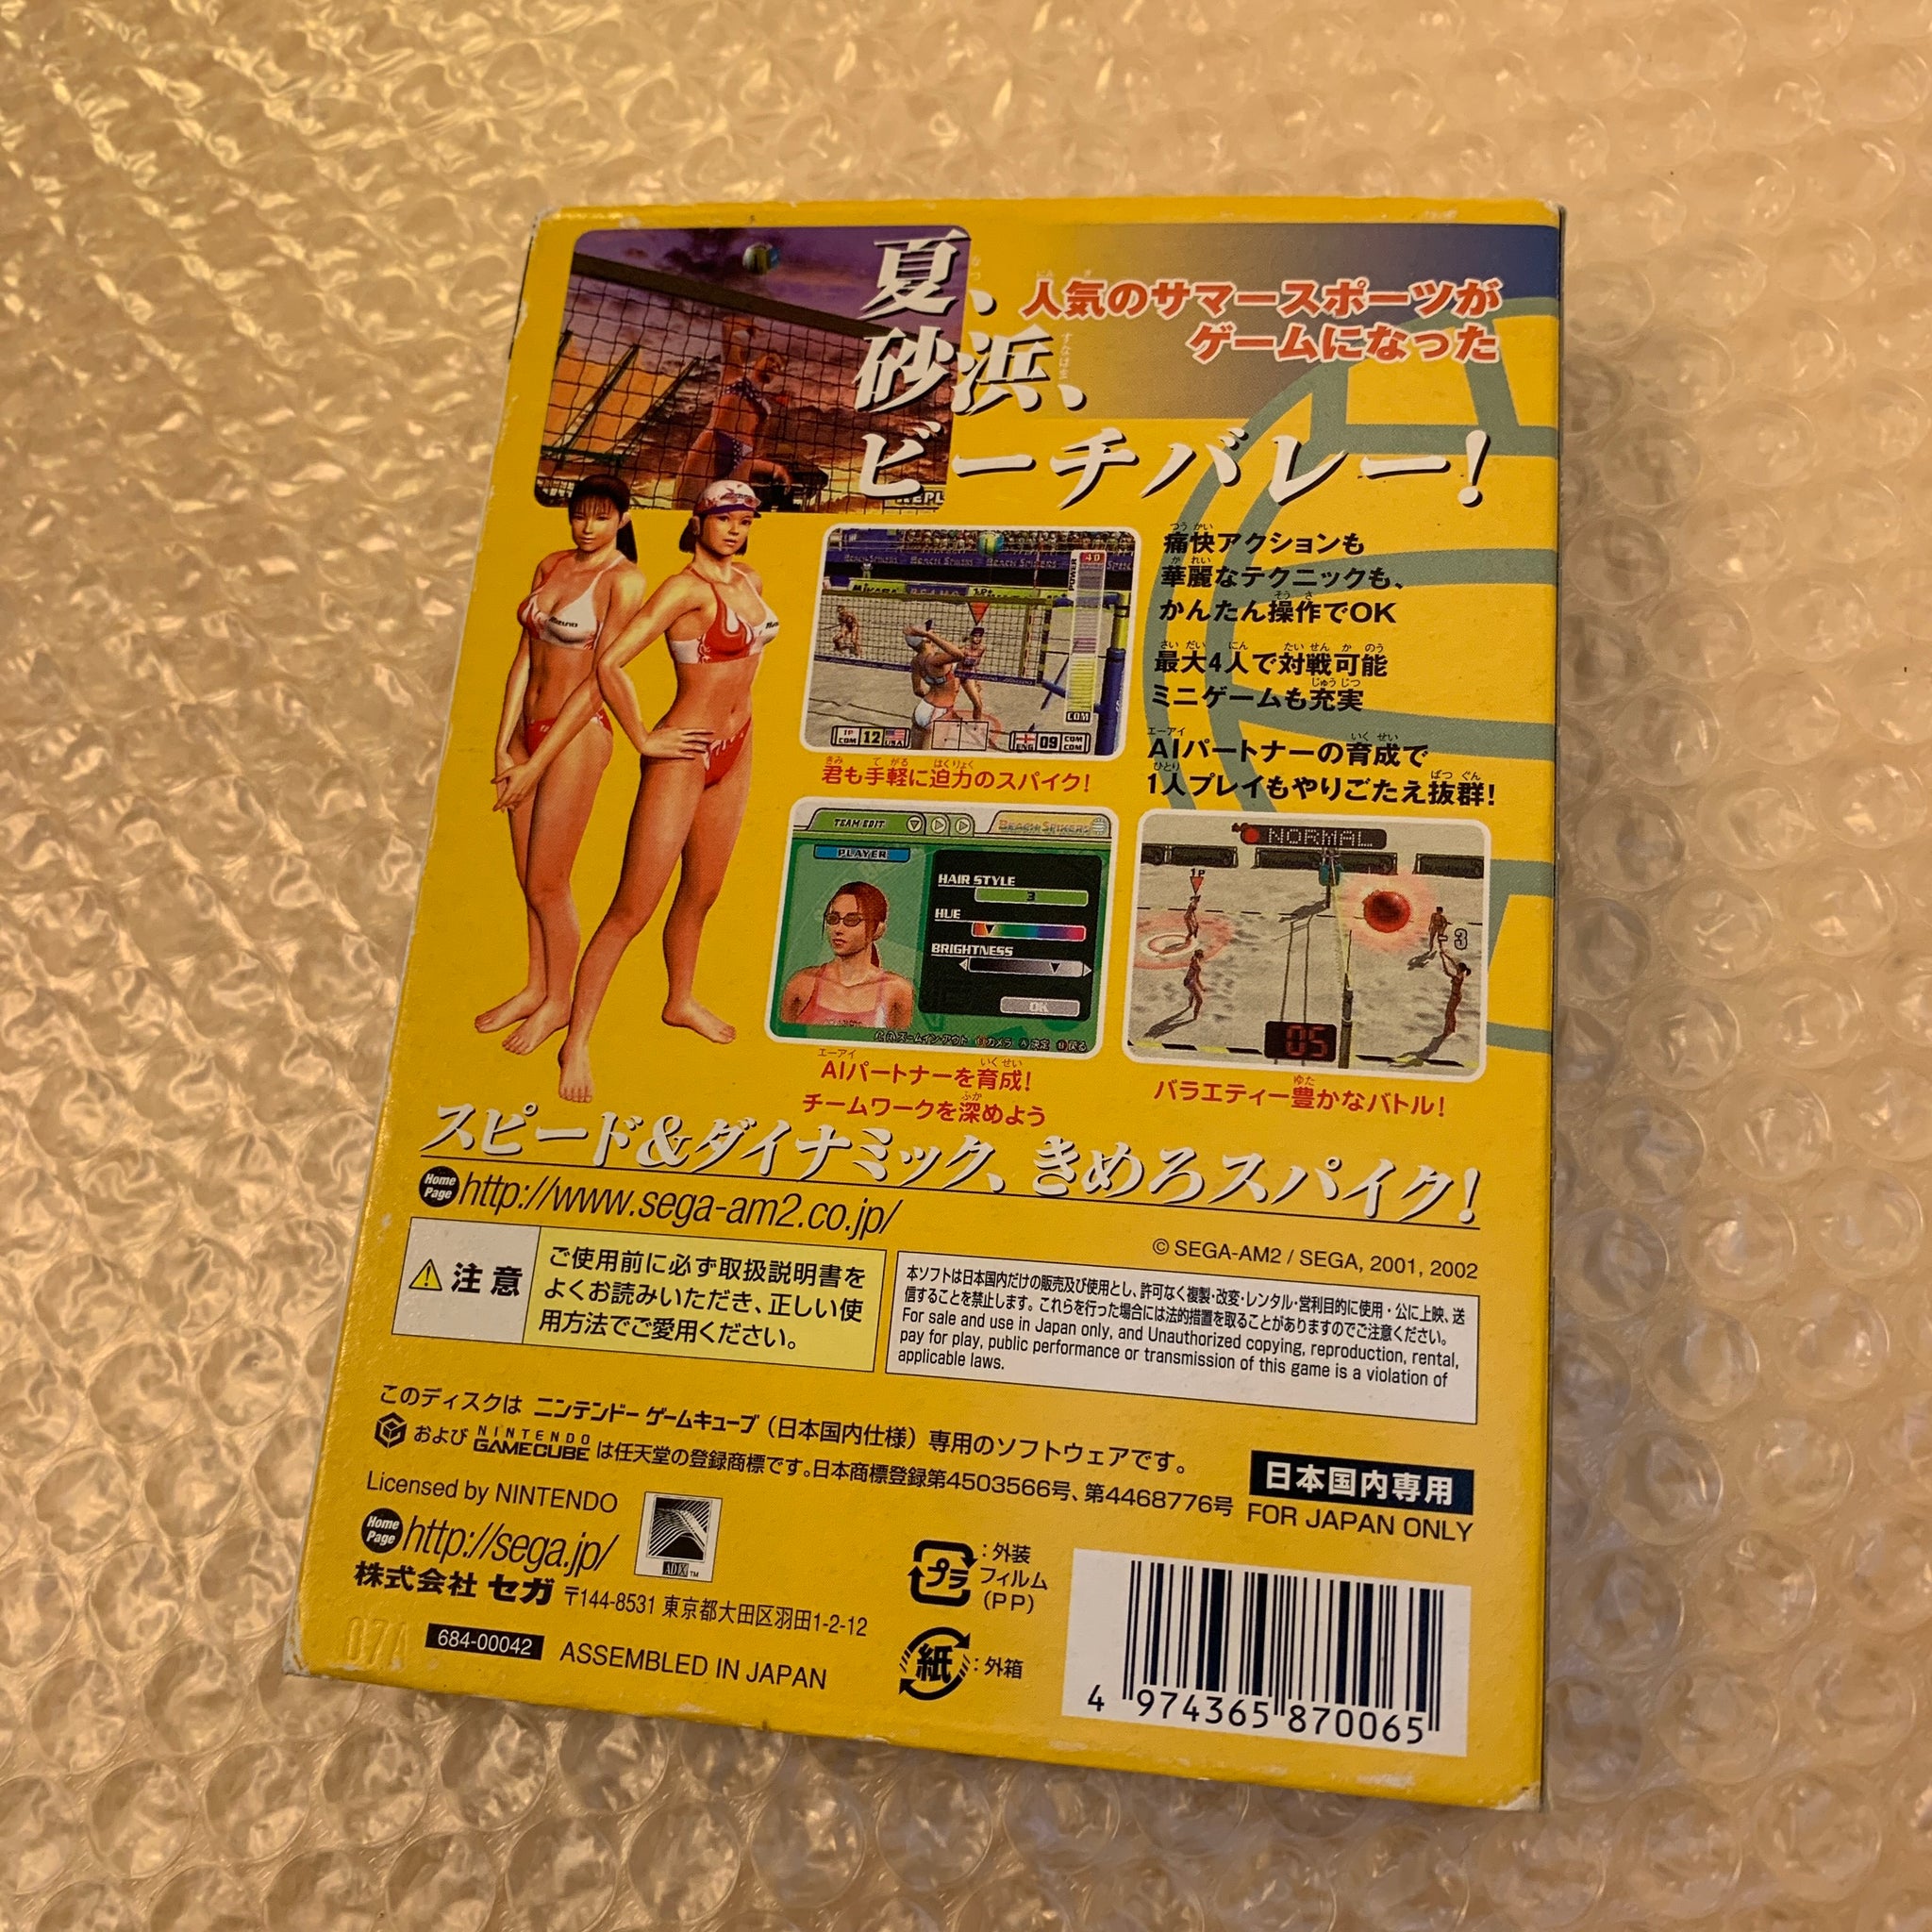 夏、
砂浜、
ビーチバレー!
人気のサマースポーツが
ゲームになった
痛快アクションも
華麗なテクニックも、
かんたん操作でOK
最大4人で対戦可能
ミニゲームも充実
AIパートナーの育成で
1人プレイもやりごたえ抜群!
POWER
40
COM
1P
COM
12
USA
ENG
09
COM
COM
君も手軽に迫力のスパイク!
TEAM EDIT
BEACH SPIKERS
PLAYER
HAIR STYLE
3
HUE
BRIGHTNESS
OK
AIパートナーを育成!
チームワークを深めよう
NORMAL
1P
-3
05
バラエティー豊かなバトル!
スピード&ダイナミック、きめろスパイク!
Home Page http://www.sega-am2.co.jp/
© SEGA-AM2 / SEGA, 2001, 2002
注意
ご使用前に必ず取扱説明書を
よくお読みいただき、正しい使
用方法でご愛用ください。
本ソフトは日本国内だけの販売及び使用とし、許可なく複製・改変・レンタル・営利目的に使用・公に上映、送
信することを禁止します。これらを行った場合には法的措置を取ることがありますのでご注意ください。
For sale and use in Japan only, and Unauthorized copying, reproduction, rental,
pay for play, public performance or transmission of this game is a violation of
applicable laws.
このディスクは ニンテンドー ゲームキューブ(日本国内仕様)専用のソフトウェアです。
および NINTENDO GAMECUBE は任天堂の登録商標です。日本商標登録第4503566号、第4468776号
日本国内専用
FOR JAPAN ONLY
Licensed by NINTENDO
Home Page http://sega.jp/
ADX TM
株式会社 セガ 〒144-8531 東京都大田区羽田1-2-12
07A
684-00042 ASSEMBLED IN JAPAN
プラ :外装
フィルム
(PP)
紙 :外箱
4 974365 870065